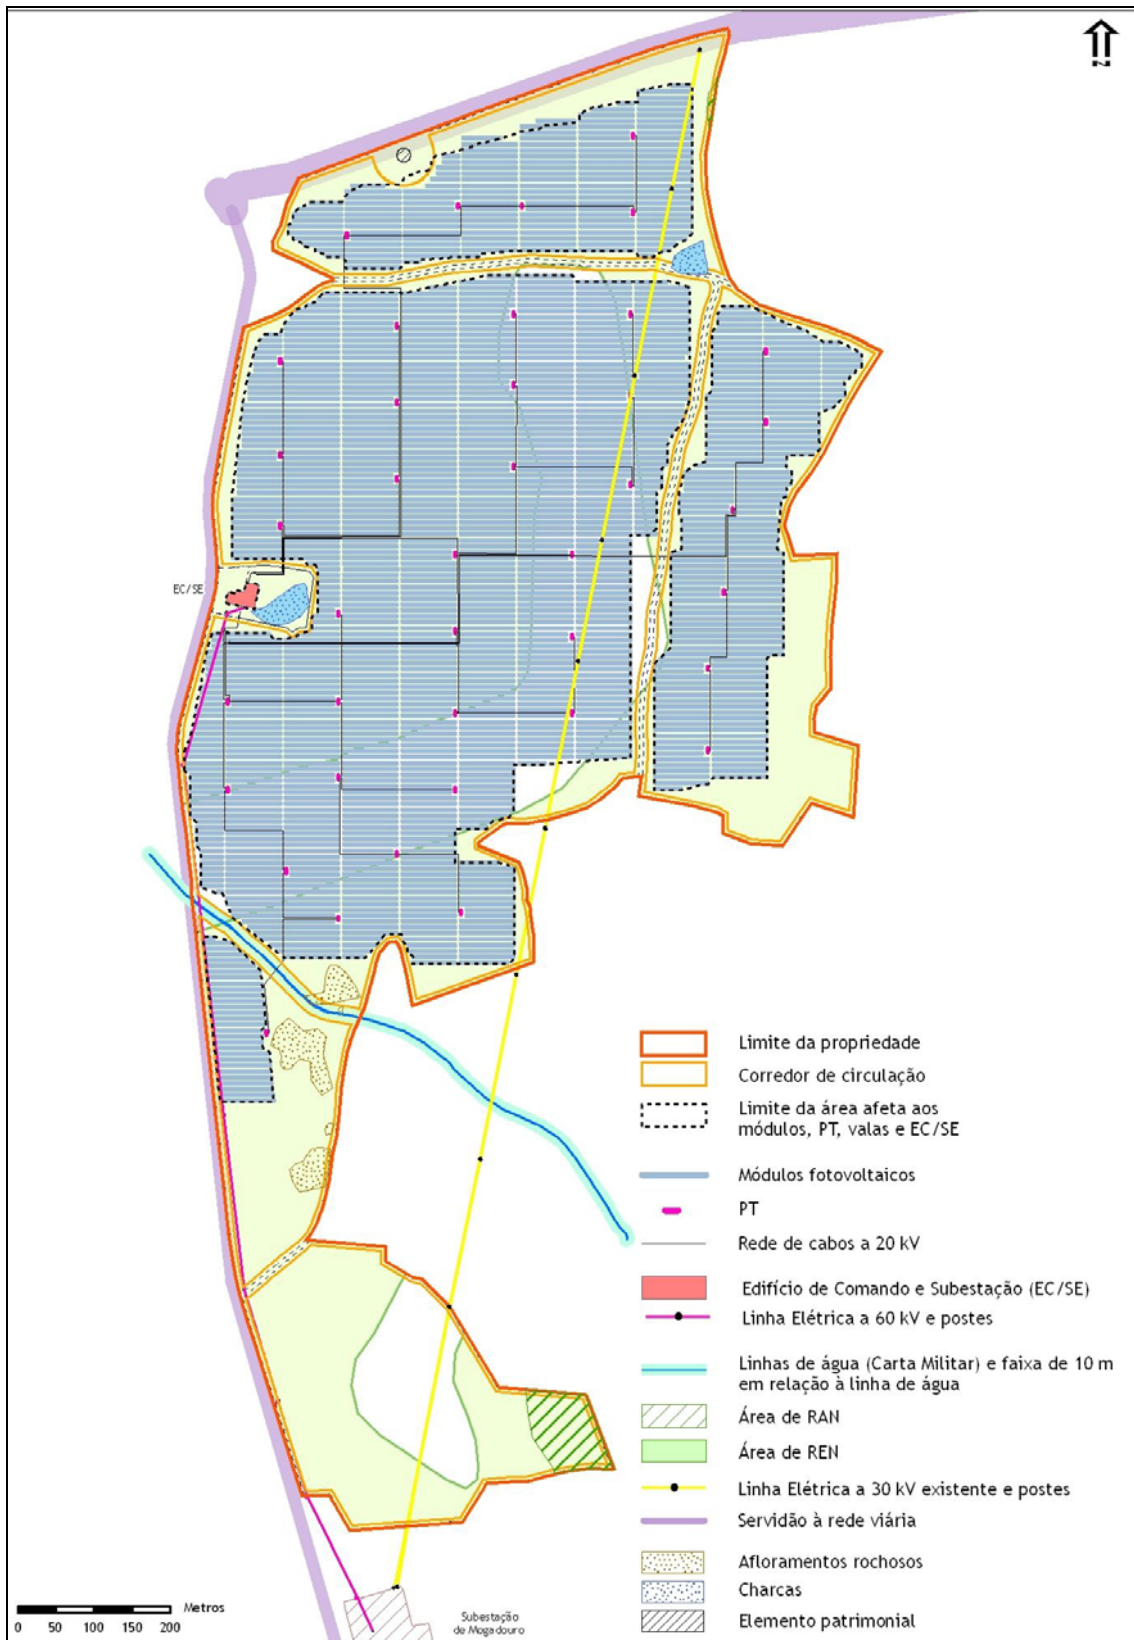 N
EC/SE
Limite da propriedade
Corredor de circulação
Limite da área afeta aos
módulos, PT, valas e EC/SE
Módulos fotovoltaicos
PT
Rede de cabos a 20 kV
Edifício de Comando e Subestação (EC/SE)
Linha Elétrica a 60 kV e postes
Linhas de água (Carta Militar) e faixa de 10 m
em relação à linha de água
Área de RAN
Área de REN
Linha Elétrica a 30 kV existente e postes
Servidão à rede viária
Afloramentos rochosos
Charcas
Elemento patrimonial
Metros
0 50 100 150 200
Subestação
de Mogadouro